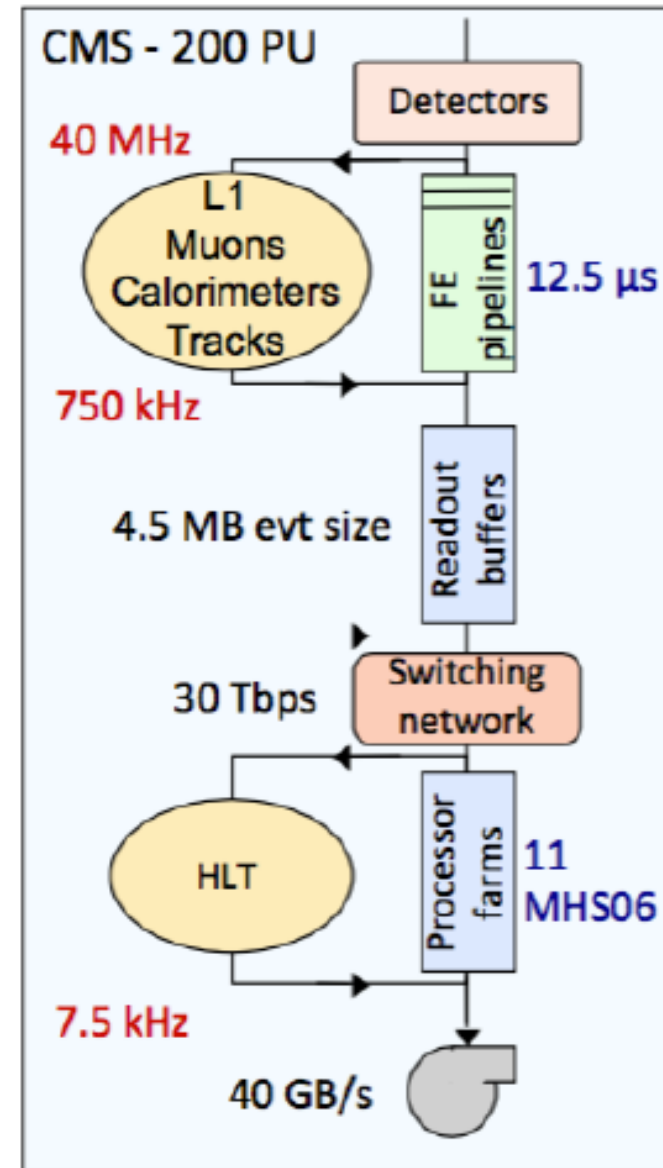 CMS - 200 PU
Detectors
40 MHz
L1
Muons
Calorimeters
Tracks
FE
pipelines
12.5 µs
750 kHz
Readout
buffers
4.5 MB evt size
Switching
network
30 Tbps
HLT
Processor
farms
11
MHS06
7.5 kHz
40 GB/s